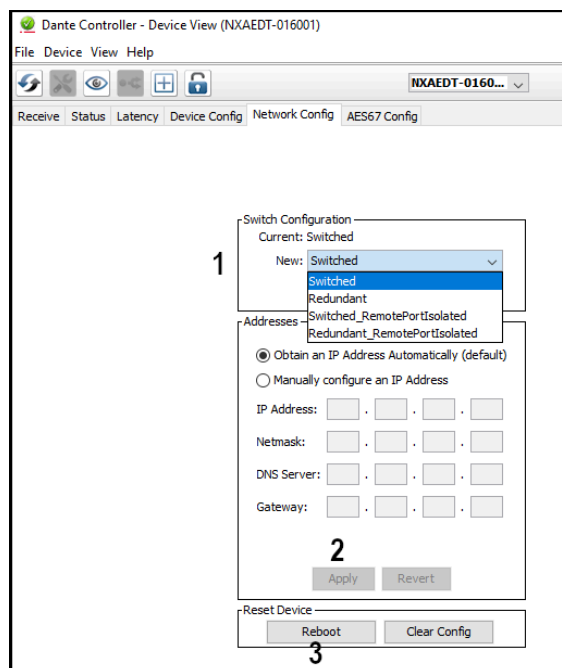 Dante Controller - Device View (NXAEDT-016001)
File Device View Help
NXAEDT-0160...
Receive Status Latency Device Config Network Config AES67 Config
Switch Configuration
Current: Switched
1 New: Switched
Switched
Redundant
Switched_RemotePortIsolated
Redundant_RemotePortIsolated
Addresses
Obtain an IP Address Automatically (default)
Manually configure an IP Address
IP Address: . . .
Netmask: . . .
DNS Server: . . .
Gateway: . . .
2
Apply Revert
Reset Device
Reboot Clear Config
3